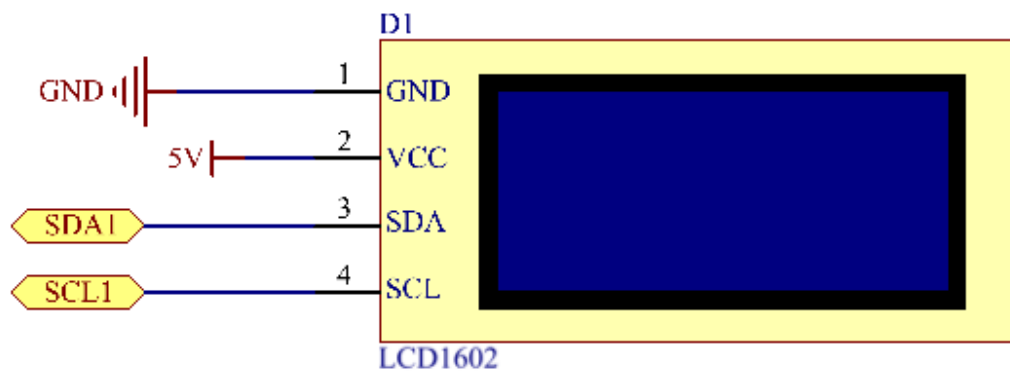 D1
GND 1 GND
5V 2 VCC
SDA1 3 SDA
SCL1 4 SCL
LCD1602